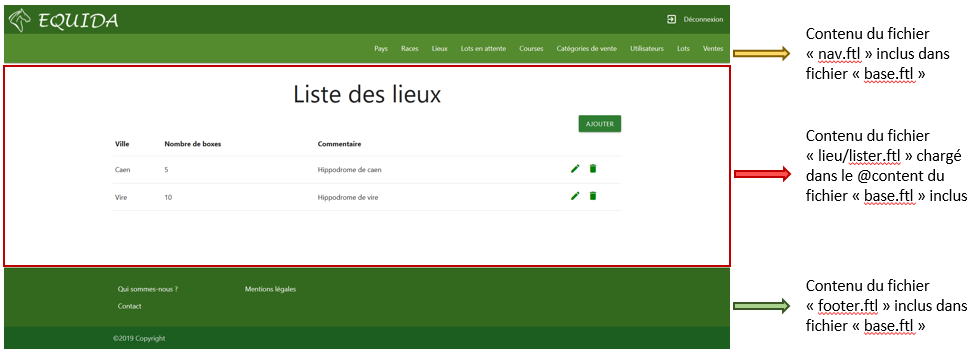 EQUIDA
Déconnexion
Pays Races Lieux Lots en attente Courses Catégories de vente Utilisateurs Lots Ventes
Contenu du fichier
« nav.ftl » inclus dans
fichier « base.ftl »
Liste des lieux
AJOUTER
Ville Nombre de boxes Commentaire
Caen 5 Hippodrome de caen
Vire 10 Hippodrome de vire
Contenu du fichier
« lieu/lister.ftl » chargé
dans le @content du
fichier « base.ftl » inclus
Qui sommes-nous ? Mentions légales
Contact
©2019 Copyright
Contenu du fichier
« footer.ftl » inclus dans
fichier « base.ftl »